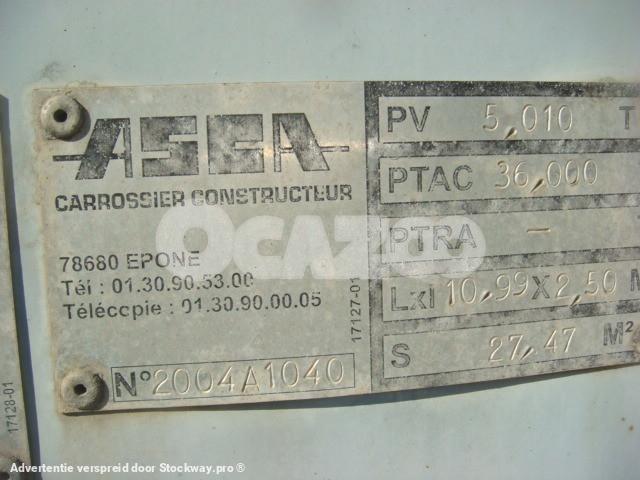 ASCA
CARROSSIER CONSTRUCTEUR
78680 EPONE
Tél : 01.30.90.53.00
Télécopie : 01.30.90.00.05
17127-01
N° 2004A1040
PV 5,010 T
PTAC 36,000
PTRA -
Lxl 10,99X2,50 M
S 27,47 M²
17128-01
OCAZOO
Advertentie verspreid door Stockway.pro ®